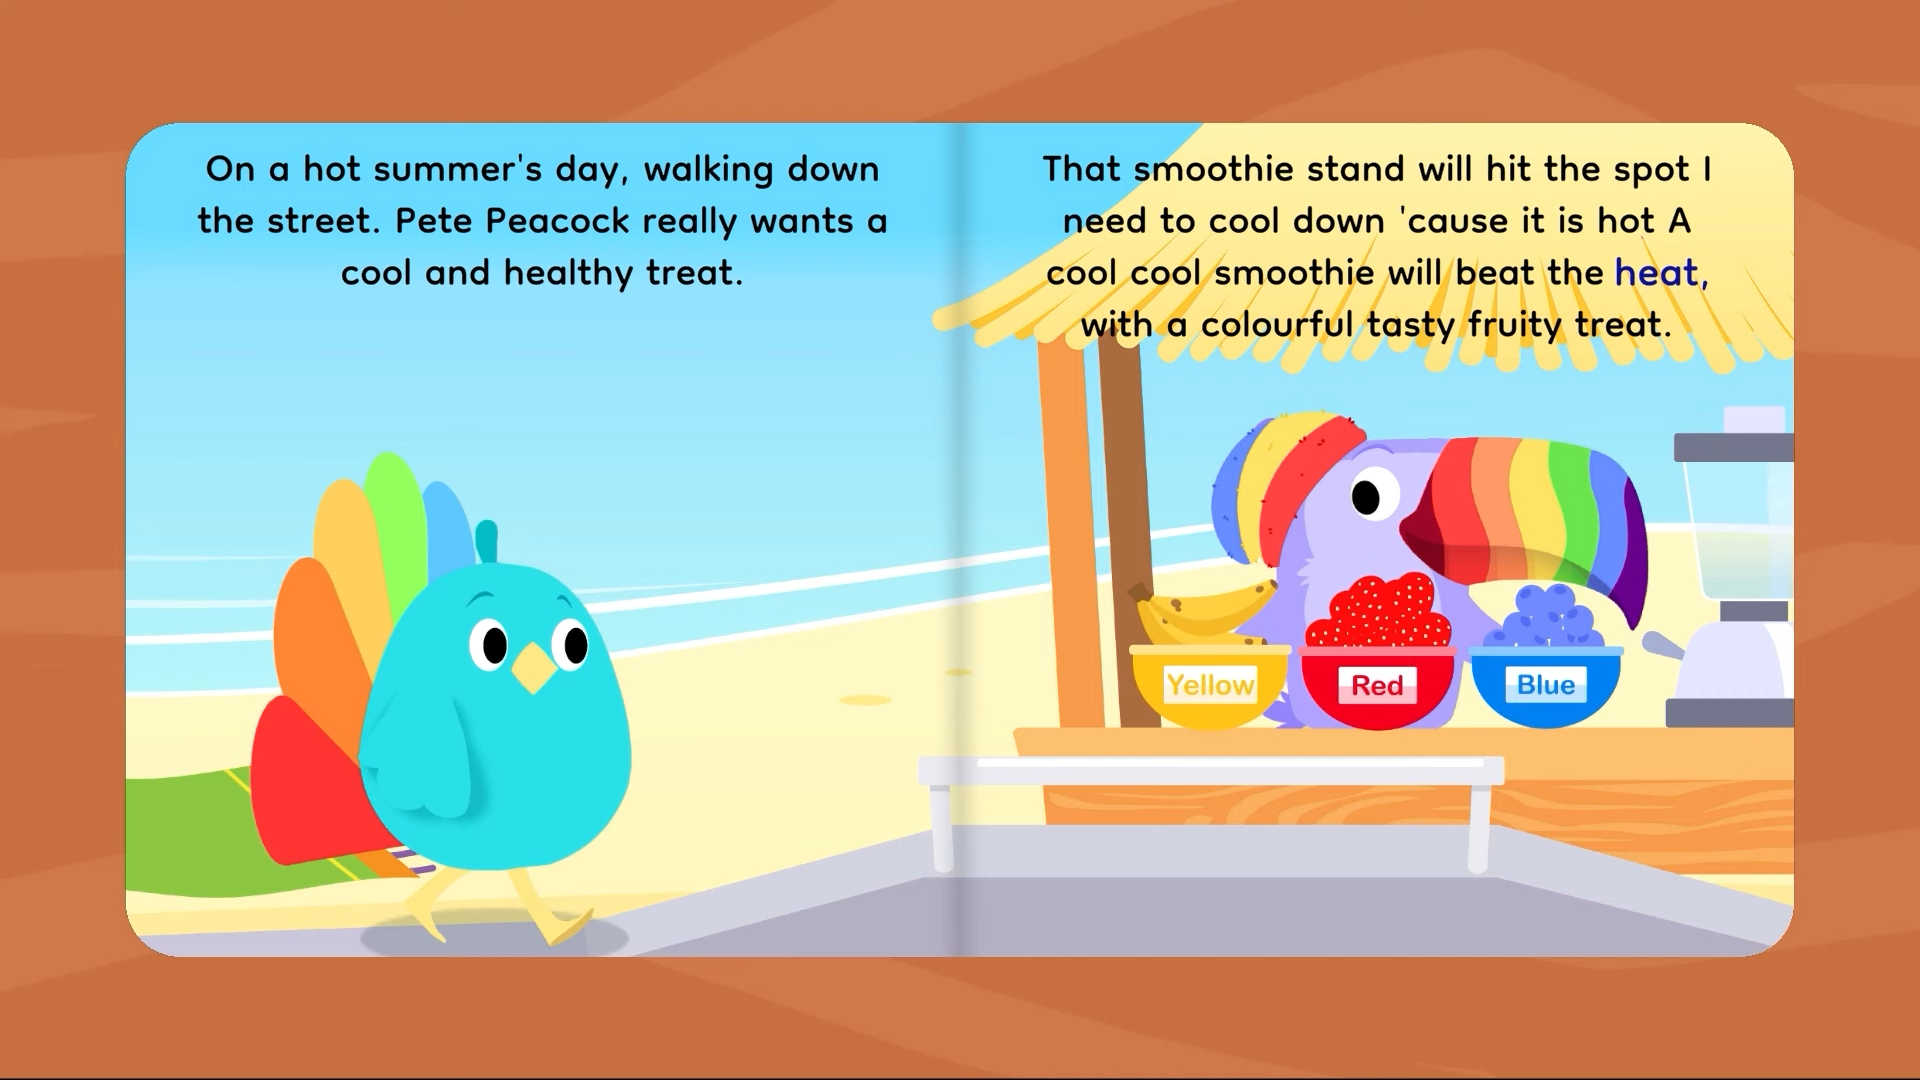 On a hot summer's day, walking down
the street. Pete Peacock really wants a
cool and healthy treat.
That smoothie stand will hit the spot I
need to cool down 'cause it is hot A
cool cool smoothie will beat the heat,
with a colourful tasty fruity treat.
Yellow
Red
Blue